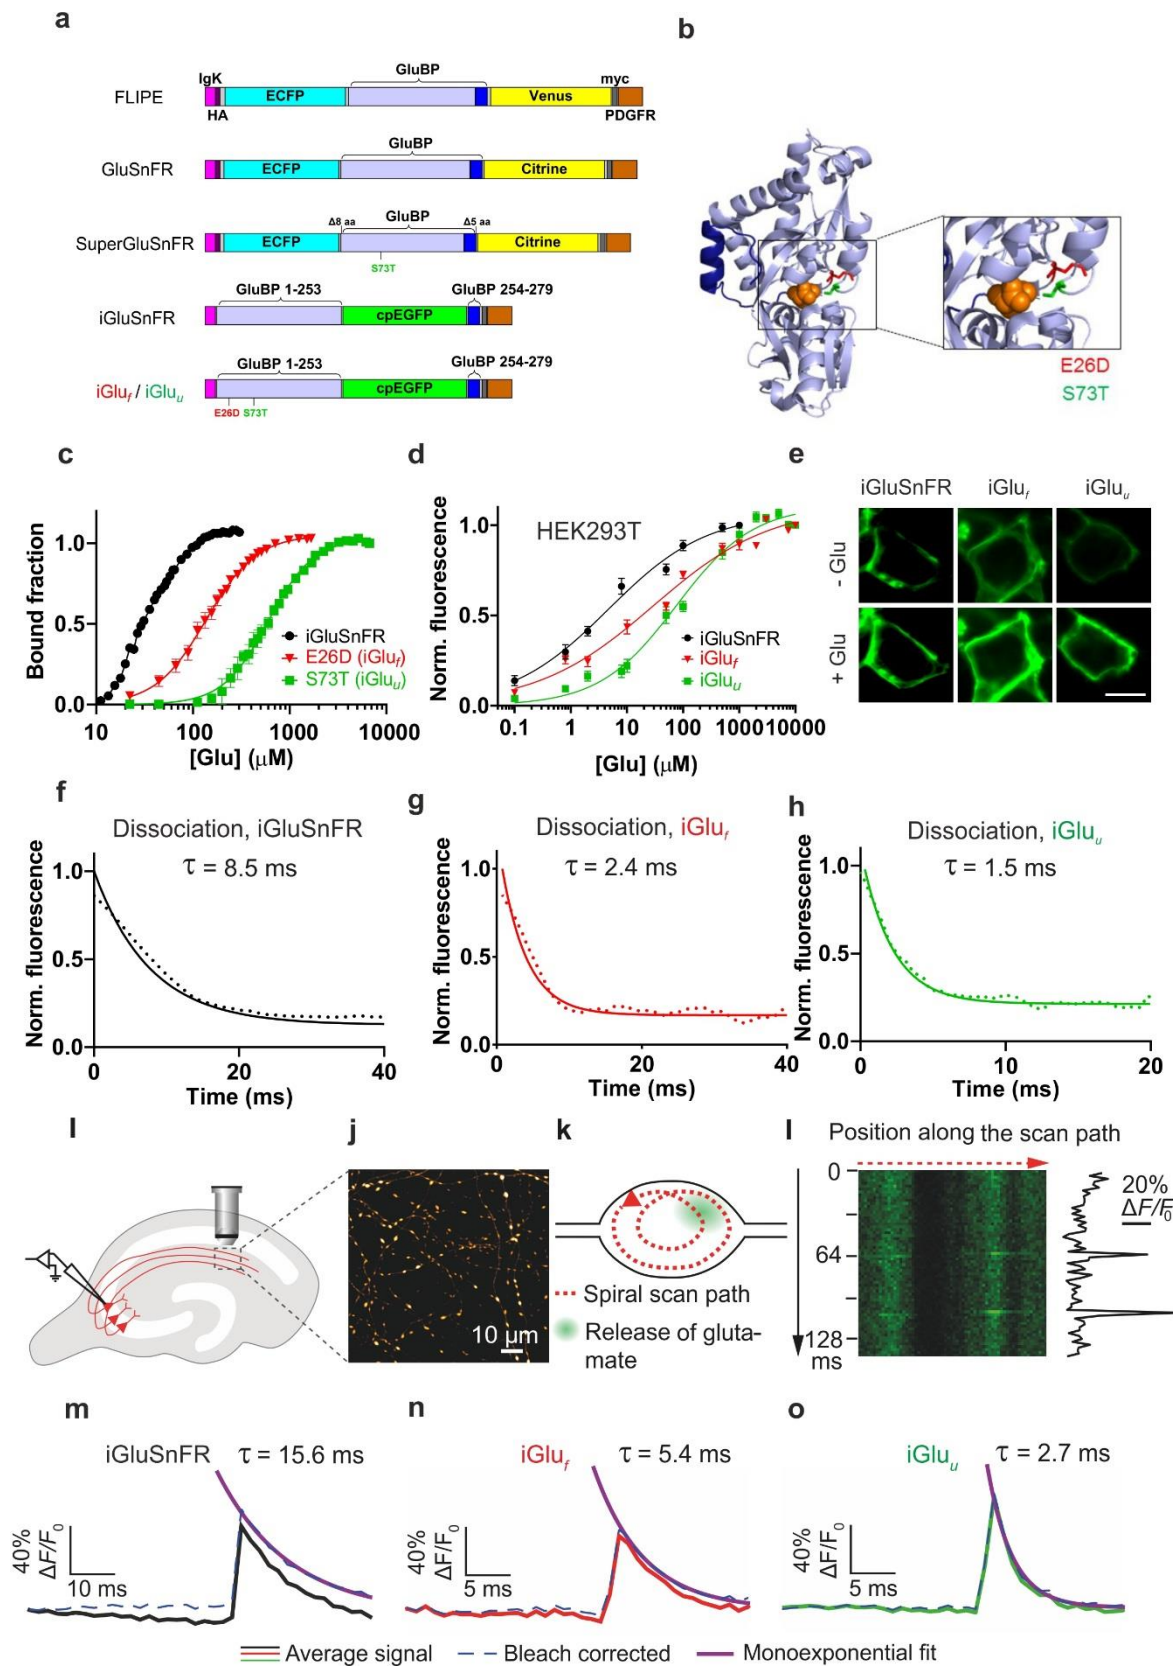 a
IgK
GluBP
myc
FLIPE
ECFP
Venus
HA
PDGFR
GluBP
GluSnFR
ECFP
Citrine
Δ8 aa
GluBP
Δ5 aa
SuperGluSnFR
ECFP
Citrine
S73T
GluBP 1-253
GluBP 254-279
iGluSnFR
cpEGFP
GluBP 1-253
GluBP 254-279
iGluf / iGluu
cpEGFP
E26D S73T
b
E26D
S73T
c
Bound fraction
1.0
0.5
0.0
iGluSnFR
E26D (iGluf)
S73T (iGluu)
10 100 1000 10000
[Glu] (μM)
d
HEK293T
Norm. fluorescence
1.0
0.5
0.0
iGluSnFR
iGluf
iGluu
0.1 1 10 100 1000 10000
[Glu] (μM)
e
iGluSnFR iGluf iGluu
- Glu
+ Glu
f
Dissociation, iGluSnFR
τ = 8.5 ms
Norm. fluorescence
1.0
0.5
0.0
0 20 40
Time (ms)
g
Dissociation, iGluf
τ = 2.4 ms
Norm. fluorescence
1.0
0.5
0.0
0 20 40
Time (ms)
h
Dissociation, iGluu
τ = 1.5 ms
Norm. fluorescence
1.0
0.5
0.0
0 10 20
Time (ms)
I
j
10 μm
k
Spiral scan path
Release of gluta-
mate
l
Position along the scan path
0
64
128
ms
20%
ΔF/F0
m
iGluSnFR
τ = 15.6 ms
40%
ΔF/F0
10 ms
n
iGluf
τ = 5.4 ms
40%
ΔF/F0
5 ms
o
iGluu
τ = 2.7 ms
40%
ΔF/F0
5 ms
Average signal
Bleach corrected
Monoexponential fit